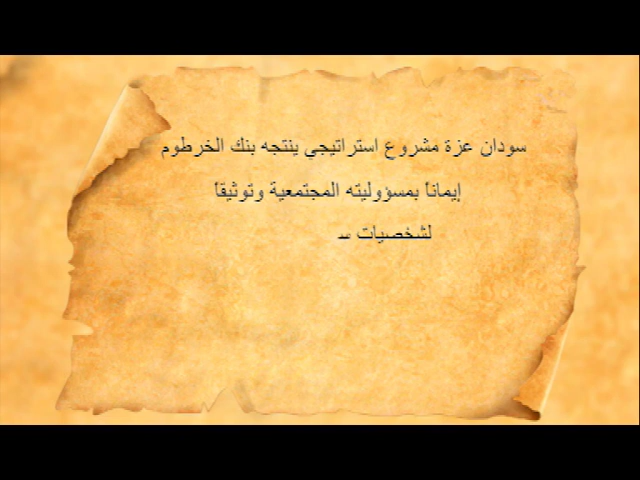 سودان عزة مشروع استراتيجي ينتجه بنك الخرطوم
إيماناً بمسؤوليته المجتمعية وتوثيقاً
لشخصيات